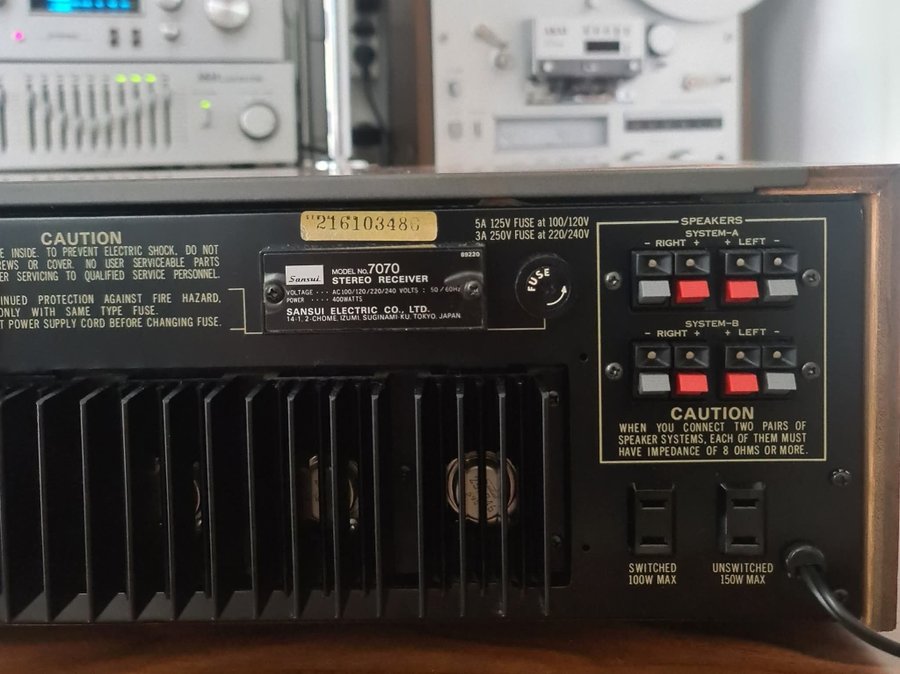 CAUTION
E INSIDE. TO PREVENT ELECTRIC SHOCK, DO NOT
REWS OR COVER. NO USER SERVICEABLE PARTS
ER SERVICING TO QUALIFIED SERVICE PERSONNEL.
INUED PROTECTION AGAINST FIRE HAZARD,
ONLY WITH SAME TYPE FUSE.
T POWER SUPPLY CORD BEFORE CHANGING FUSE.
216103486
5A 125V FUSE at 100/120V
3A 250V FUSE at 220/240V
69220
Sansui
MODEL No. 7070
STEREO RECEIVER
VOLTAGE ··· AC100/120/220/240 VOLTS : 50/60Hz
POWER ···· 400WATTS
SANSUI ELECTRIC CO., LTD.
14-1, 2-CHOME, IZUMI, SUGINAMI-KU, TOKYO, JAPAN
FUSE
SPEAKERS
SYSTEM-A
- RIGHT + + LEFT -
SYSTEM-B
- RIGHT + + LEFT -
CAUTION
WHEN YOU CONNECT TWO PAIRS OF
SPEAKER SYSTEMS, EACH OF THEM MUST
HAVE IMPEDANCE OF 8 OHMS OR MORE.
SWITCHED
100W MAX
UNSWITCHED
150W MAX